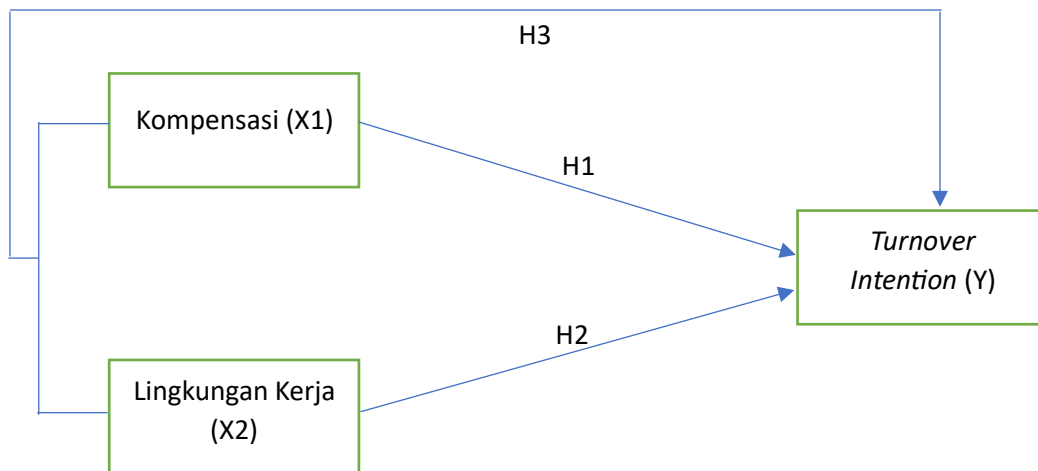 H3
Kompensasi (X1)
H1
Turnover
Intention (Y)
H2
Lingkungan Kerja
(X2)